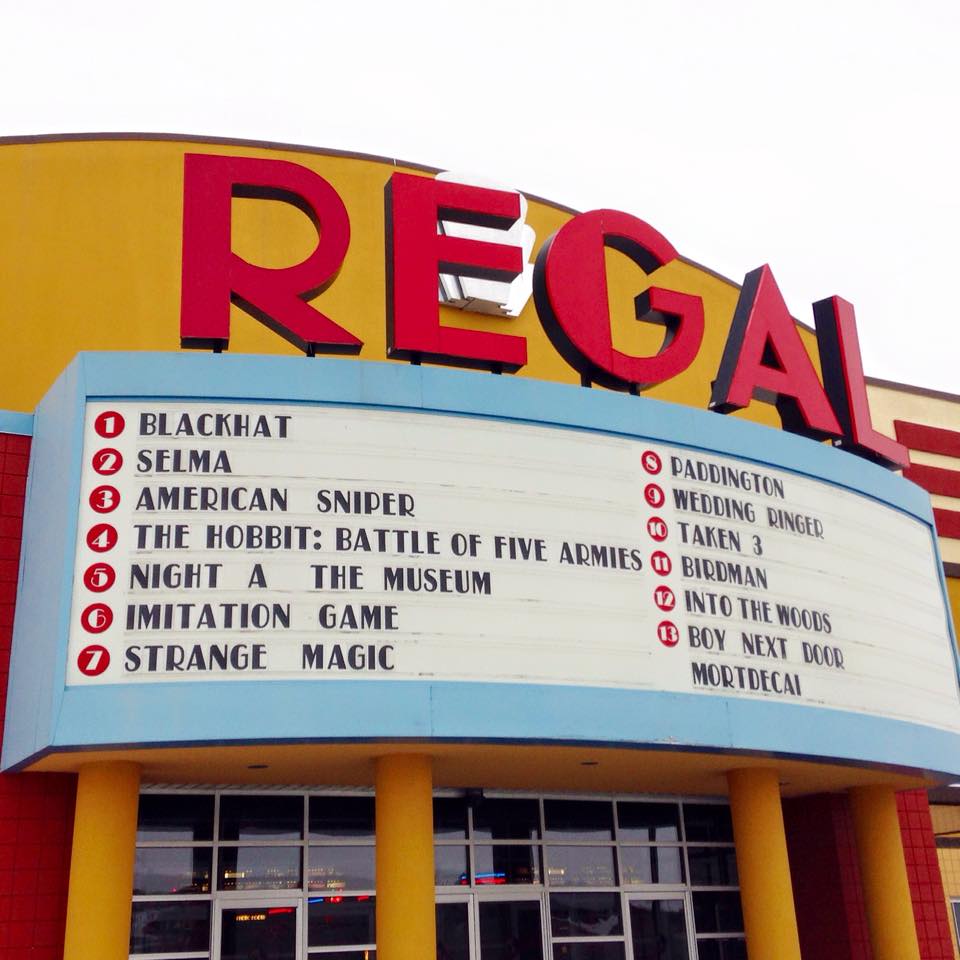 REGAL
1 BLACKHAT
2 SELMA
3 AMERICAN SNIPER
4 THE HOBBIT: BATTLE OF FIVE ARMIES
5 NIGHT A THE MUSEUM
6 IMITATION GAME
7 STRANGE MAGIC
8 PADDINGTON
9 WEDDING RINGER
10 TAKEN 3
11 BIRDMAN
12 INTO THE WOODS
13 BOY NEXT DOOR
MORTDECAI